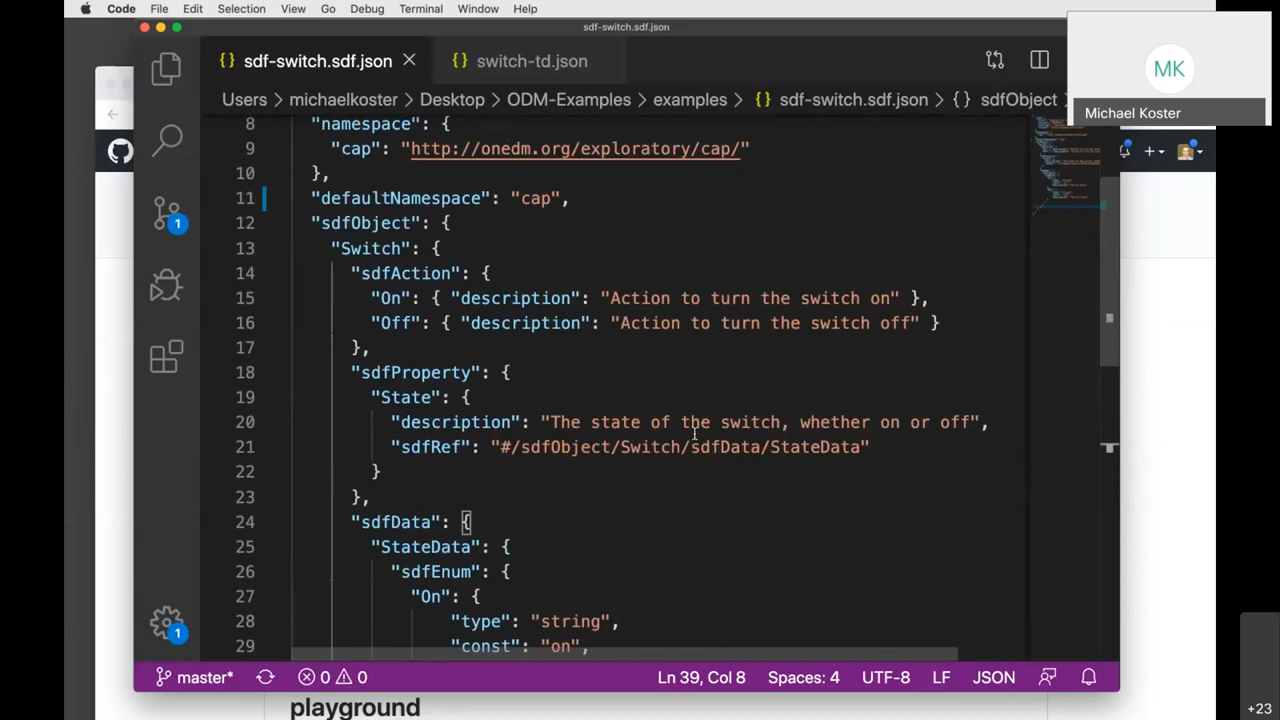 Code File Edit Selection View Go Debug Terminal Window Help
sdf-switch.sdf.json
{} sdf-switch.sdf.json × {} switch-td.json
Users > michaelkoster > Desktop > ODM-Examples > examples > {} sdf-switch.sdf.json > {} sdfObject >
MK
Michael Koster
8 "namespace": {
9 "cap": "http://onedm.org/exploratory/cap/"
10 },
11 "defaultNamespace": "cap",
12 "sdfObject": {
13 "Switch": {
14 "sdfAction": {
15 "On": { "description": "Action to turn the switch on" },
16 "Off": { "description": "Action to turn the switch off" }
17 },
18 "sdfProperty": {
19 "State": {
20 "description": "The state of the switch, whether on or off",
21 "sdfRef": "#/sdfObject/Switch/sdfData/StateData"
22 }
23 },
24 "sdfData": {
25 "StateData": {
26 "sdfEnum": {
27 "On": {
28 "type": "string",
29 "const": "on",
1
1
master* 0 0 Ln 39, Col 8 Spaces: 4 UTF-8 LF JSON
playground
+23